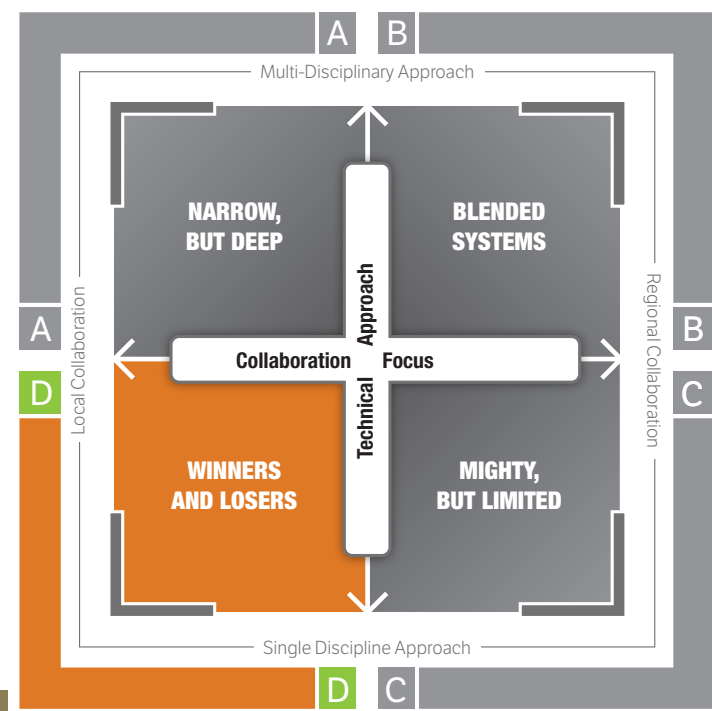 A B
Multi-Disciplinary Approach
NARROW,
BUT DEEP
BLENDED
SYSTEMS
A
B
Local Collaboration
Regional Collaboration
Technical Approach
Collaboration Focus
D
C
WINNERS
AND LOSERS
MIGHTY,
BUT LIMITED
Single Discipline Approach
D C